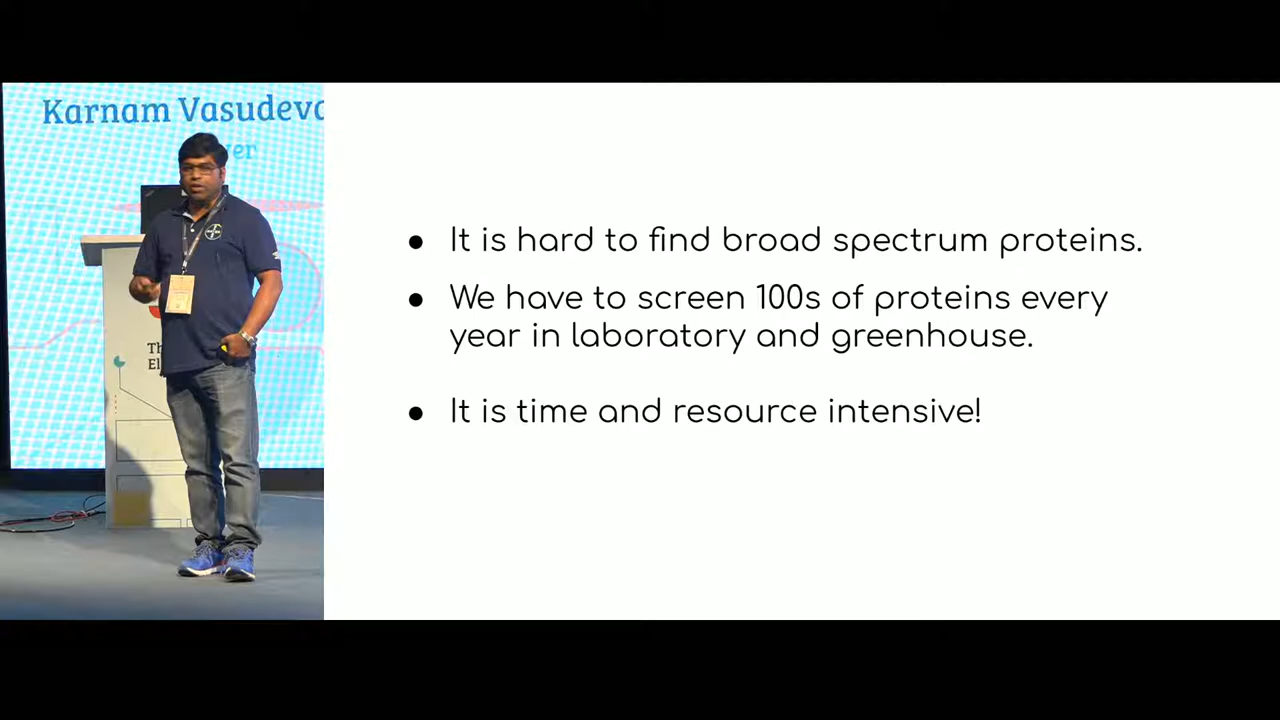 Karnam
It is hard to find broad spectrum proteins.
We have to screen 100s of proteins every
year in laboratory and greenhouse.
It is time and resource intensive!